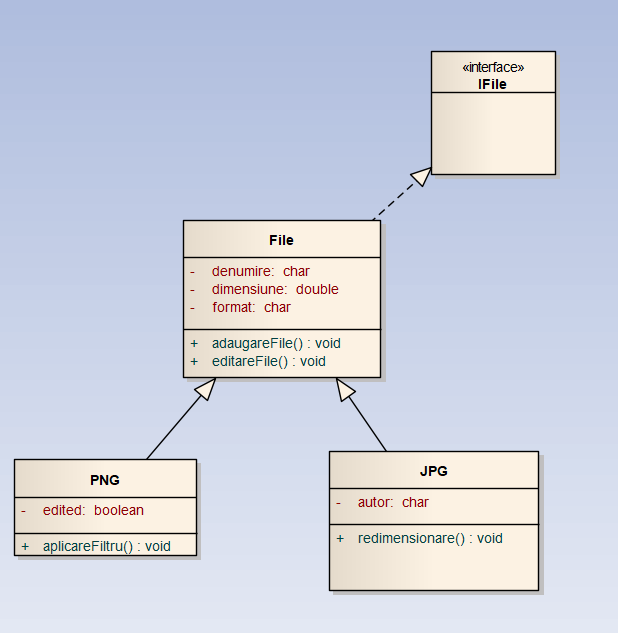 «interface»
IFile
File
- denumire: char
- dimensiune: double
- format: char
+ adaugareFile() : void
+ editareFile() : void
PNG
- edited: boolean
+ aplicareFiltru() : void
JPG
- autor: char
+ redimensionare() : void